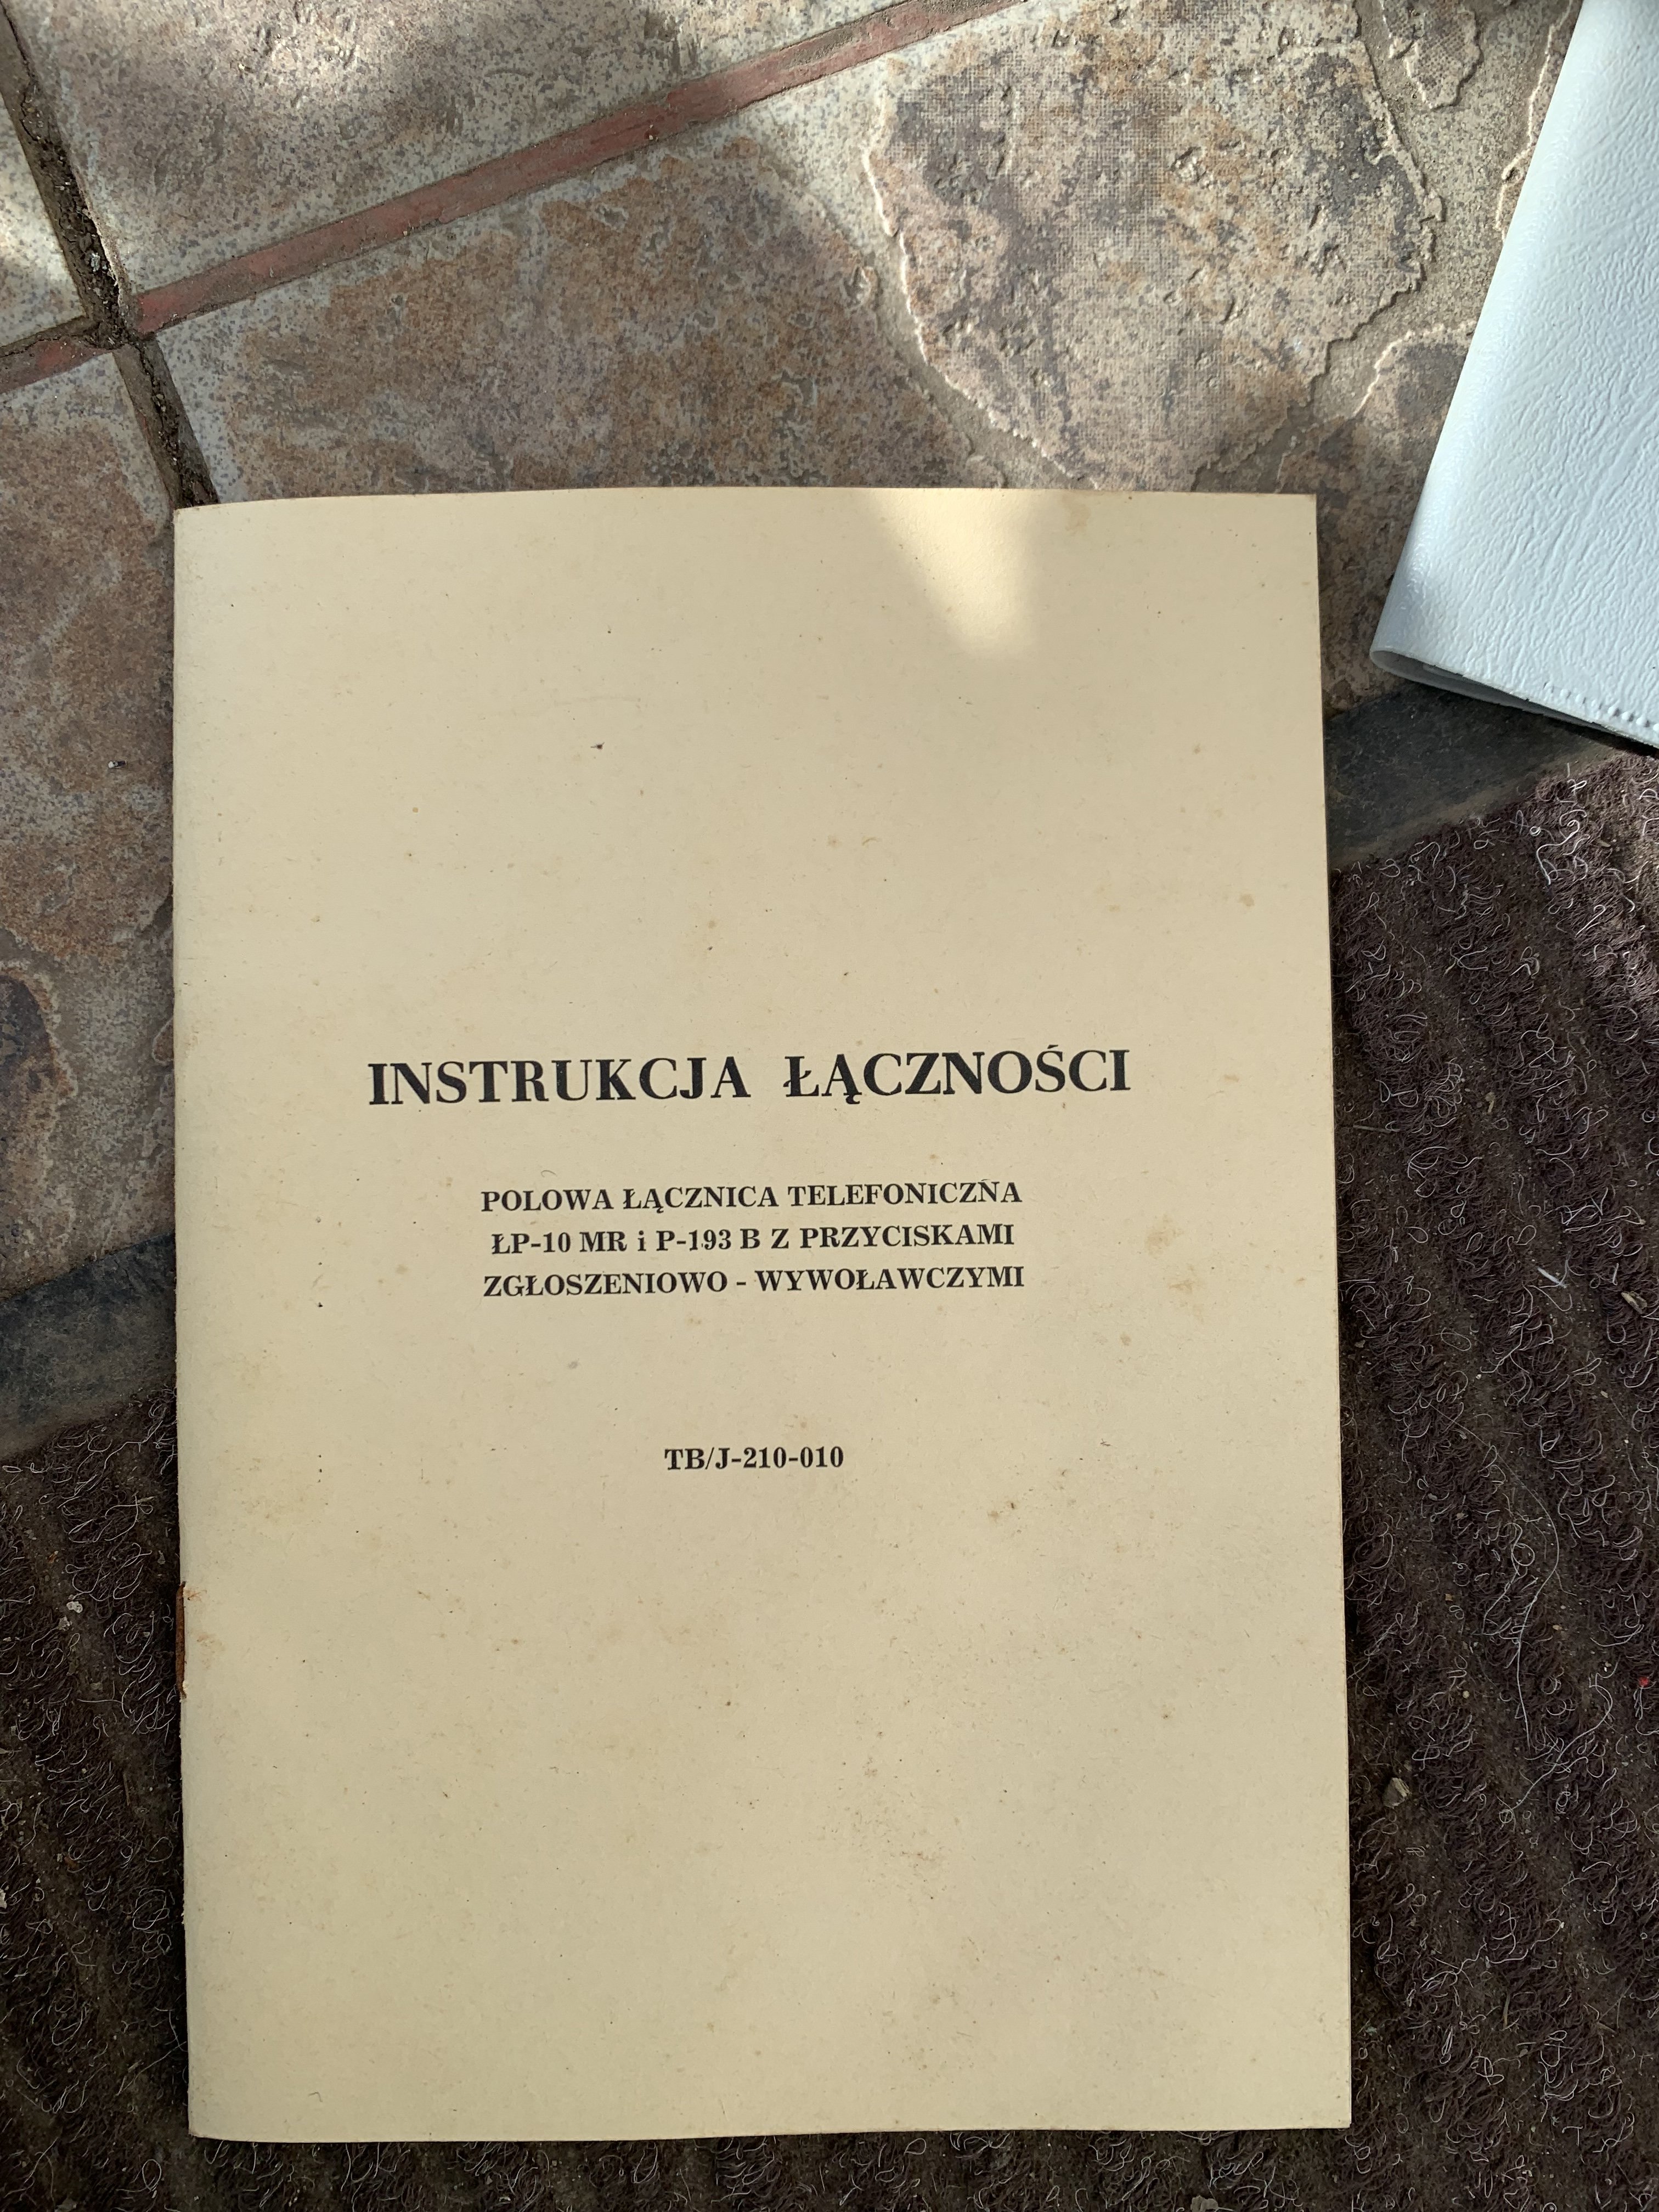 INSTRUKCJA ŁĄCZNOŚCI
POLOWA ŁĄCZNICA TELEFONICZNA
ŁP-10 MR i P-193 B Z PRZYCISKAMI
ZGŁOSZENIOWO - WYWOŁAWCZYMI
TB/J-210-010